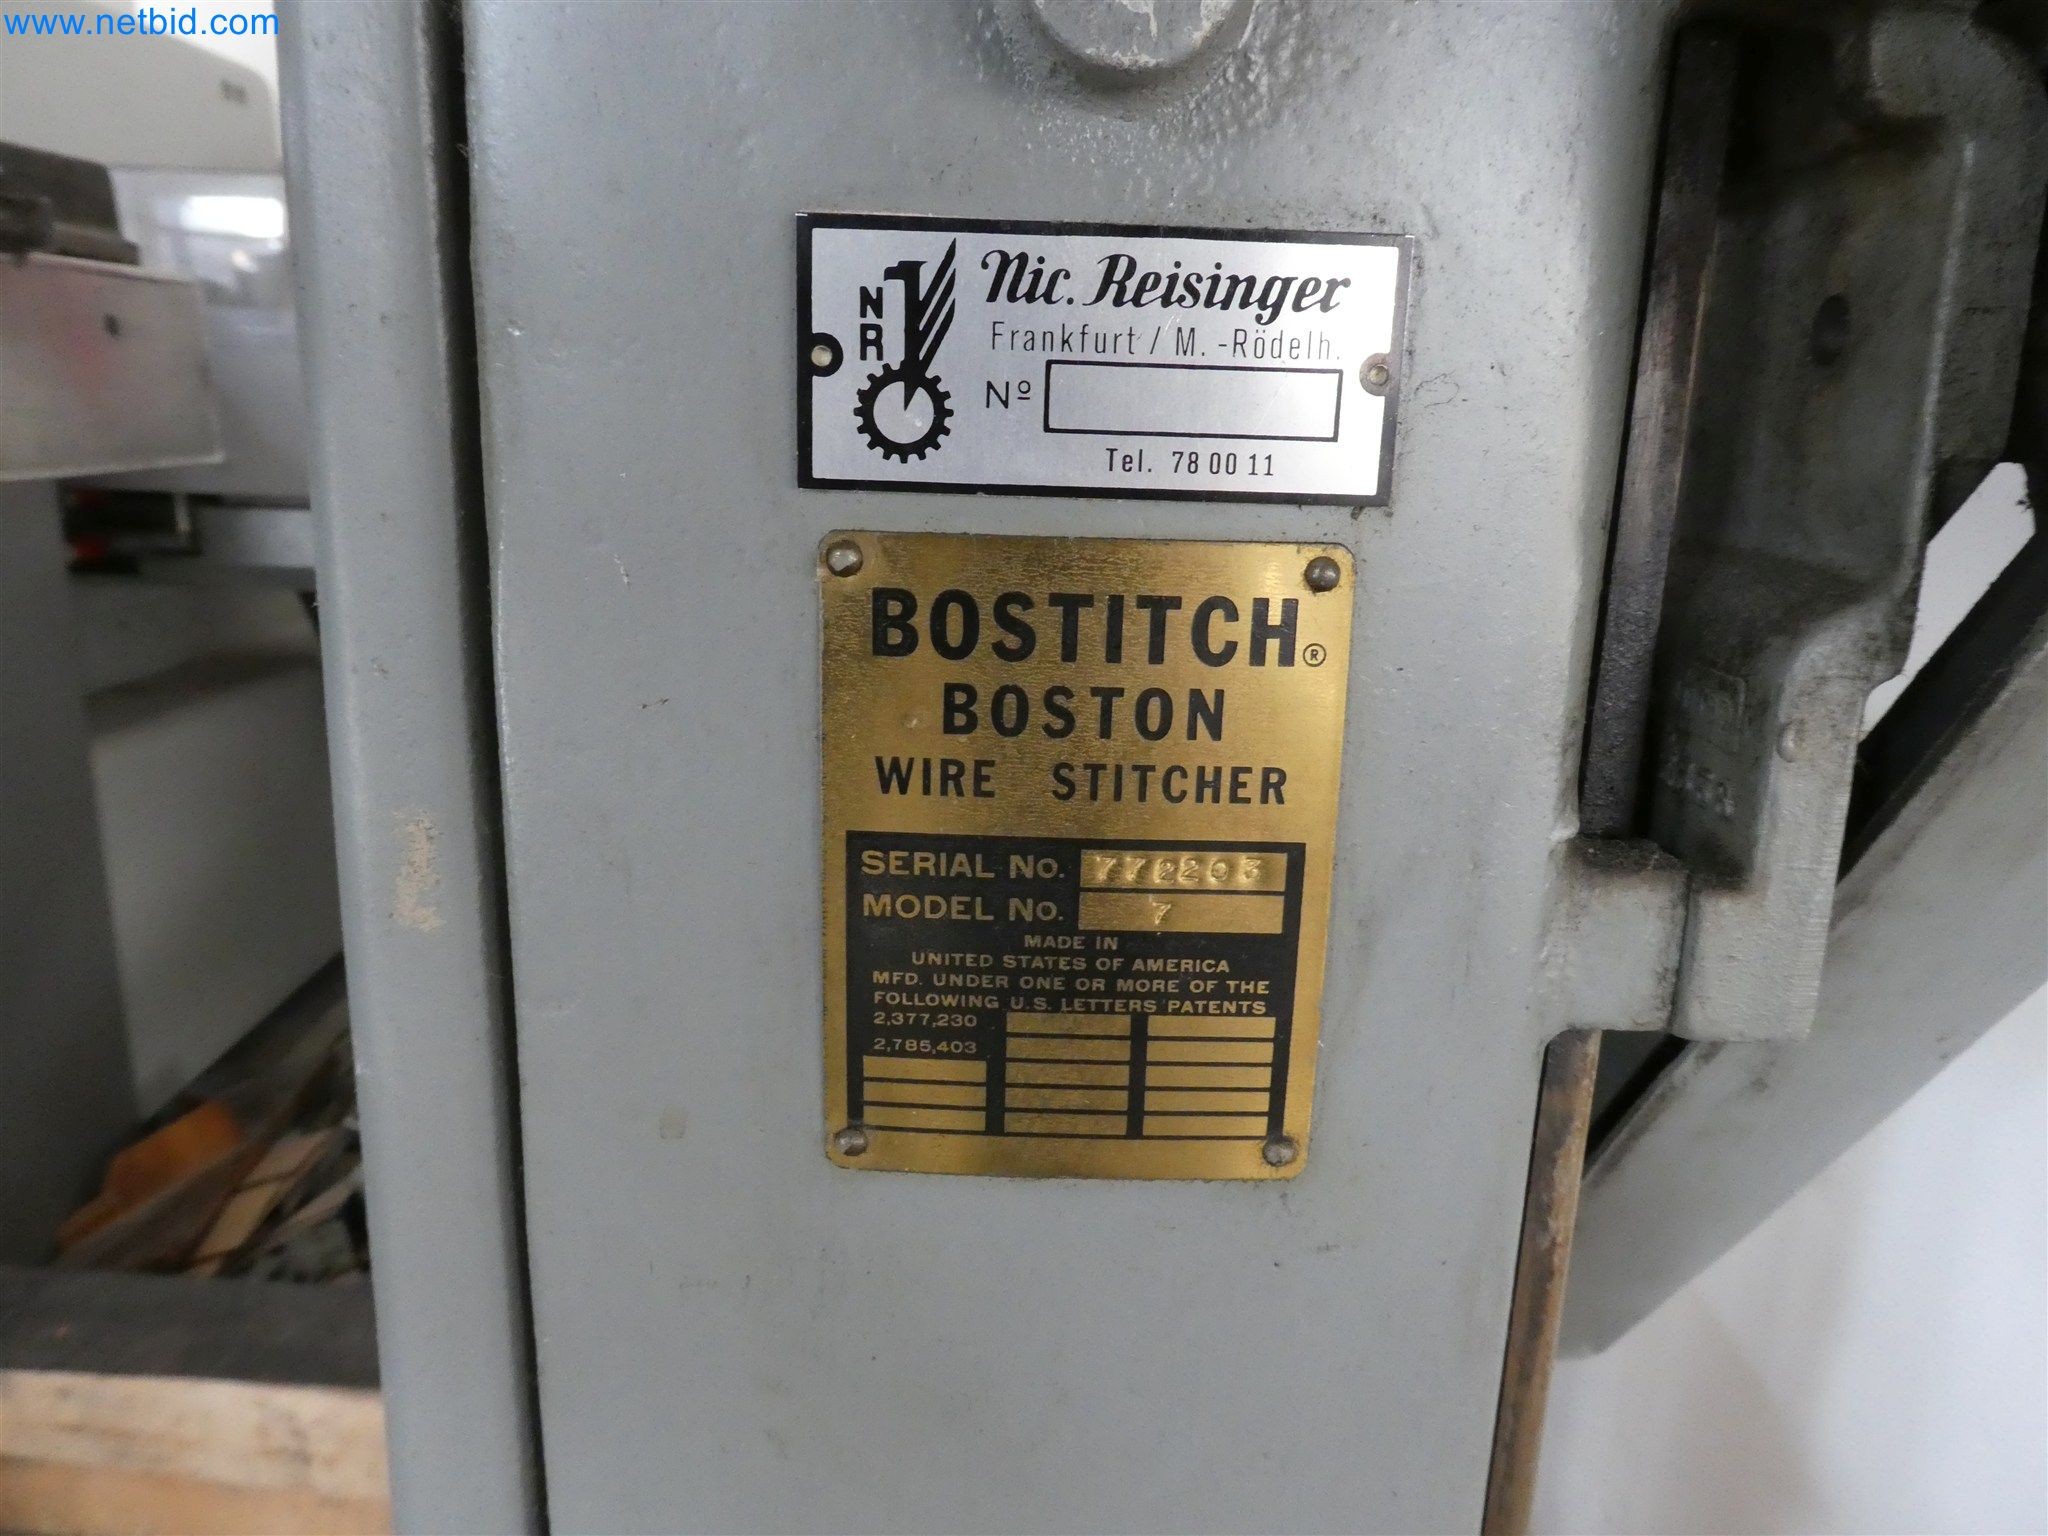 www.netbid.com
NR
Nic. Reisinger
Frankfurt / M. -Rödelh.
Nº
Tel. 78 00 11
BOSTITCH®
BOSTON
WIRE STITCHER
SERIAL No. 772203
MODEL No. 7
MADE IN
UNITED STATES OF AMERICA
MFD. UNDER ONE OR MORE OF THE
FOLLOWING U.S. LETTERS PATENTS
2,377,230
2,785,403